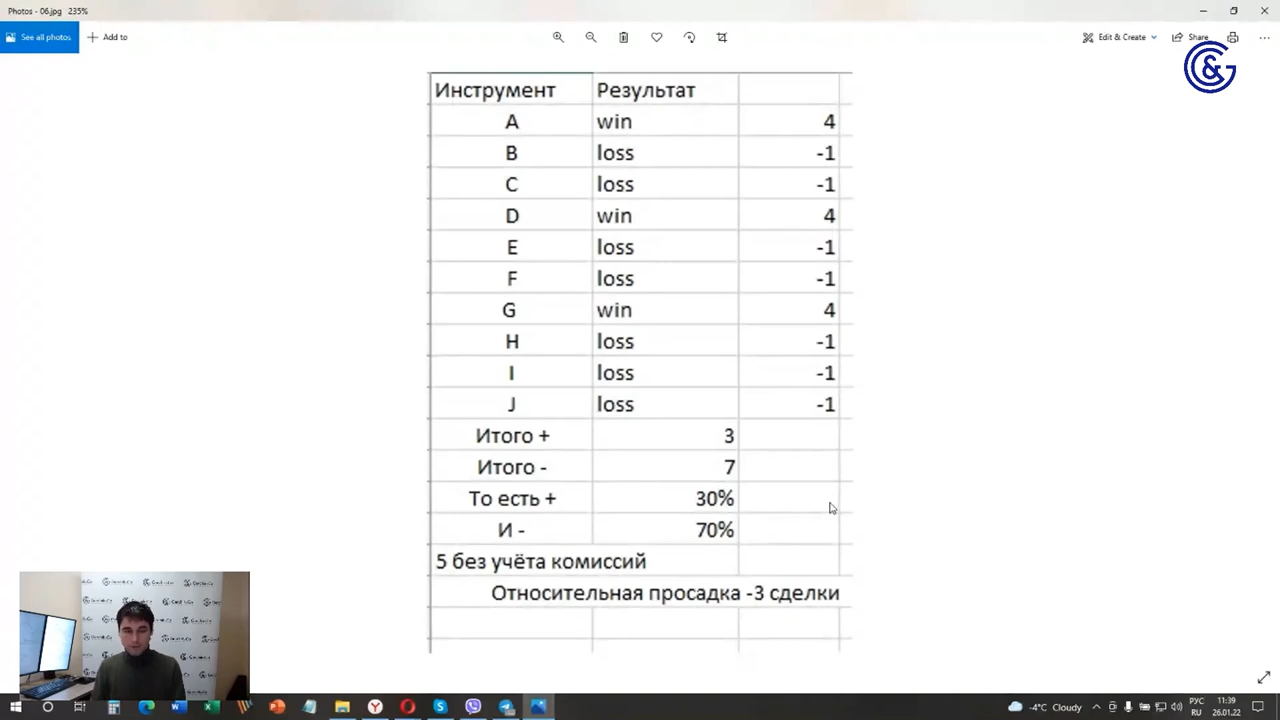 Photos - 06.jpg 235%
See all photos
Add to
Edit & Create
Share
G&
Инструмент Результат
A win 4
B loss -1
C loss -1
D win 4
E loss -1
F loss -1
G win 4
H loss -1
I loss -1
J loss -1
Итого + 3
Итого - 7
То есть + 30%
И - 70%
5 без учёта комиссий
Относительная просадка -3 сделки
-4°C Cloudy
РУС
RU
11:39
26.01.22